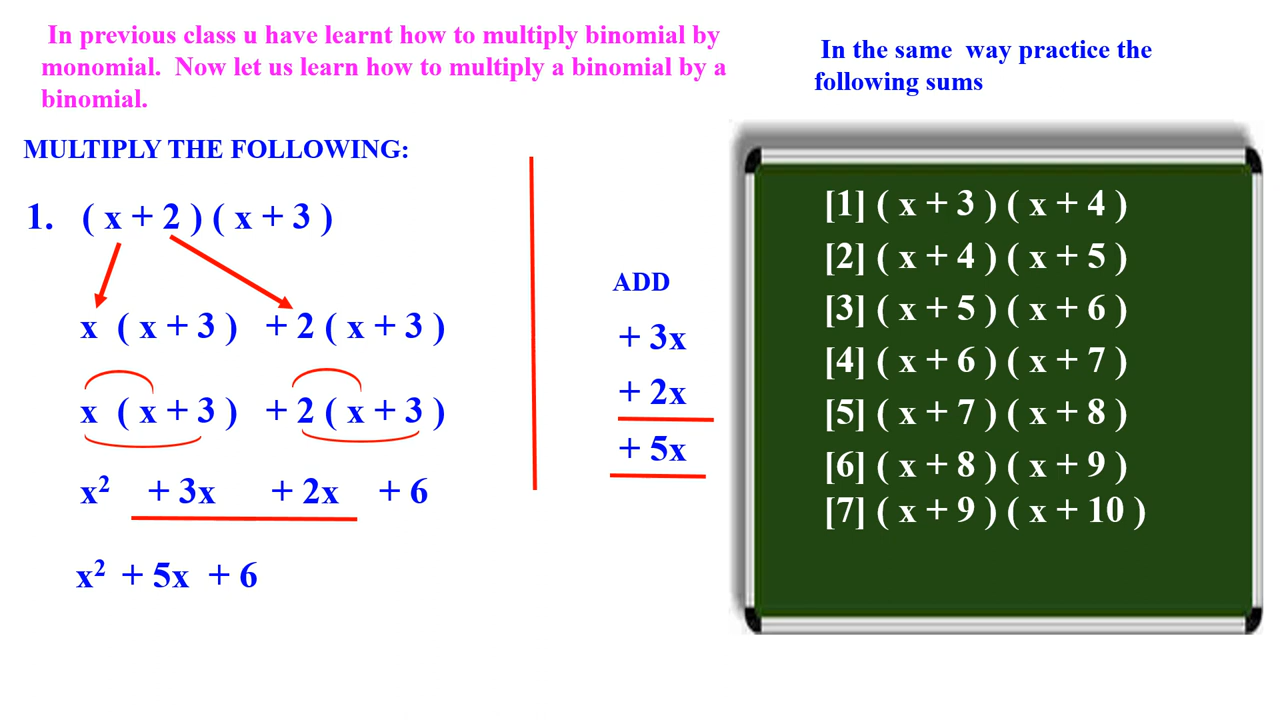 In previous class u have learnt how to multiply binomial by
monomial. Now let us learn how to multiply a binomial by a
binomial.
MULTIPLY THE FOLLOWING:
1. ( x + 2 ) ( x + 3 )
x ( x + 3 ) + 2 ( x + 3 )
x ( x + 3 ) + 2 ( x + 3 )
x² + 3x + 2x + 6
x² + 5x + 6
ADD
+ 3x
+ 2x
+ 5x
In the same way practice the
following sums
[1] ( x + 3 ) ( x + 4 )
[2] ( x + 4 ) ( x + 5 )
[3] ( x + 5 ) ( x + 6 )
[4] ( x + 6 ) ( x + 7 )
[5] ( x + 7 ) ( x + 8 )
[6] ( x + 8 ) ( x + 9 )
[7] ( x + 9 ) ( x + 10 )